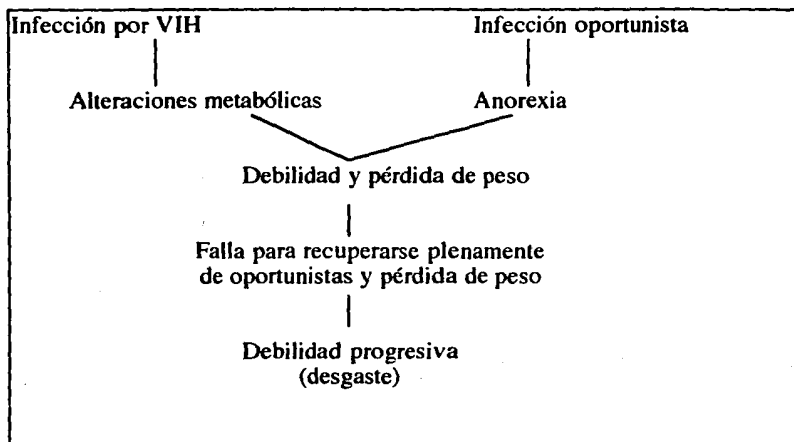 Infección por VIH
Infección oportunista
Alteraciones metabólicas
Anorexia
Debilidad y pérdida de peso
Falla para recuperarse plenamente
de oportunistas y pérdida de peso
Debilidad progresiva
(desgaste)